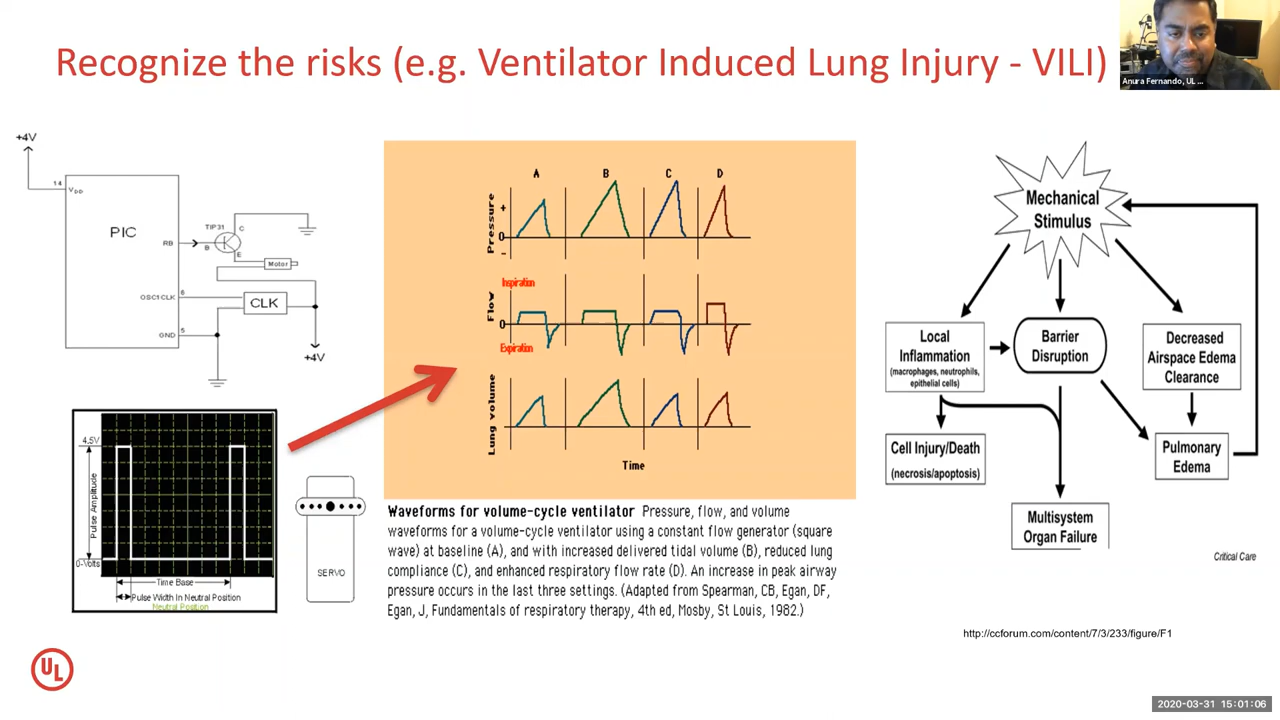 Recognize the risks (e.g. Ventilator Induced Lung Injury - VILI)
Anura Fernando, UL ...
+4V
14
VDD
PIC
RB
TIP31
C
B
E
Motor
OSC1 CLK
6
CLK
GND
5
+4V
4.5V
Pulse Amplitude
0-Volts
Time Base
Pulse Width In Neutral Position
Neutral Position
SERVO
A B C D
Pressure
+
0
-
Inspiration
Flow
0
Expiration
Lung volume
Time
Waveforms for volume-cycle ventilator Pressure, flow, and volume
waveforms for a volume-cycle ventilator using a constant flow generator (square
wave) at baseline (A), and with increased delivered tidal volume (B), reduced lung
compliance (C), and enhanced respiratory flow rate (D). An increase in peak airway
pressure occurs in the last three settings. (Adapted from Spearman, CB, Egan, DF,
Egan, J, Fundamentals of respiratory therapy, 4th ed, Mosby, St Louis, 1982.)
Mechanical
Stimulus
Local
Inflammation
(macrophages, neutrophils,
epithelial cells)
Barrier
Disruption
Decreased
Airspace Edema
Clearance
Cell Injury/Death
(necrosis/apoptosis)
Pulmonary
Edema
Multisystem
Organ Failure
Critical Care
http://ccforum.com/content/7/3/233/figure/F1
UL
2020-03-31 15:01:06